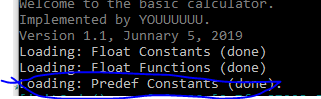 Welcome to the basic calculator.
Implemented by YOUUUUUU.
Version 1.1, Junnary 5, 2019
Loading: Float Constants (done)
Loading: Float Functions (done)
Loading: Predef Constants (done).